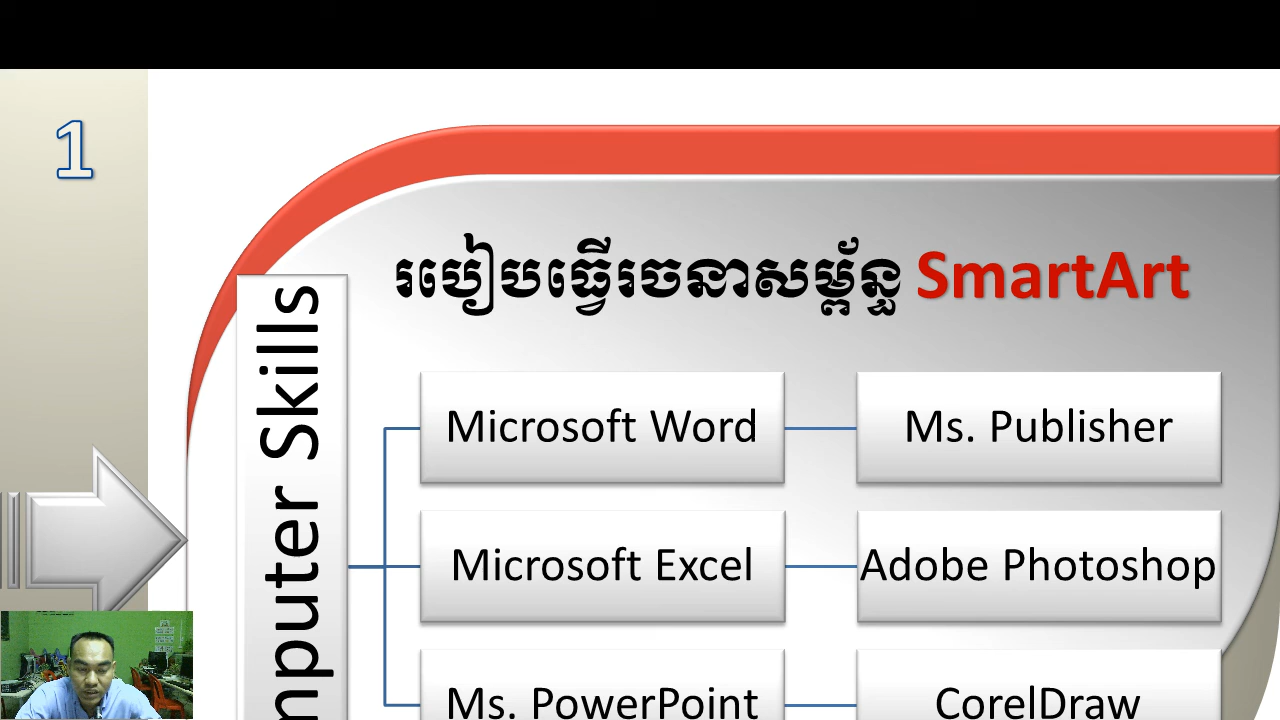 1
របៀបធ្វើរចនាសម្ព័ន្ធ SmartArt
mputer Skills
Microsoft Word
Ms. Publisher
Microsoft Excel
Adobe Photoshop
Ms. PowerPoint
CorelDraw